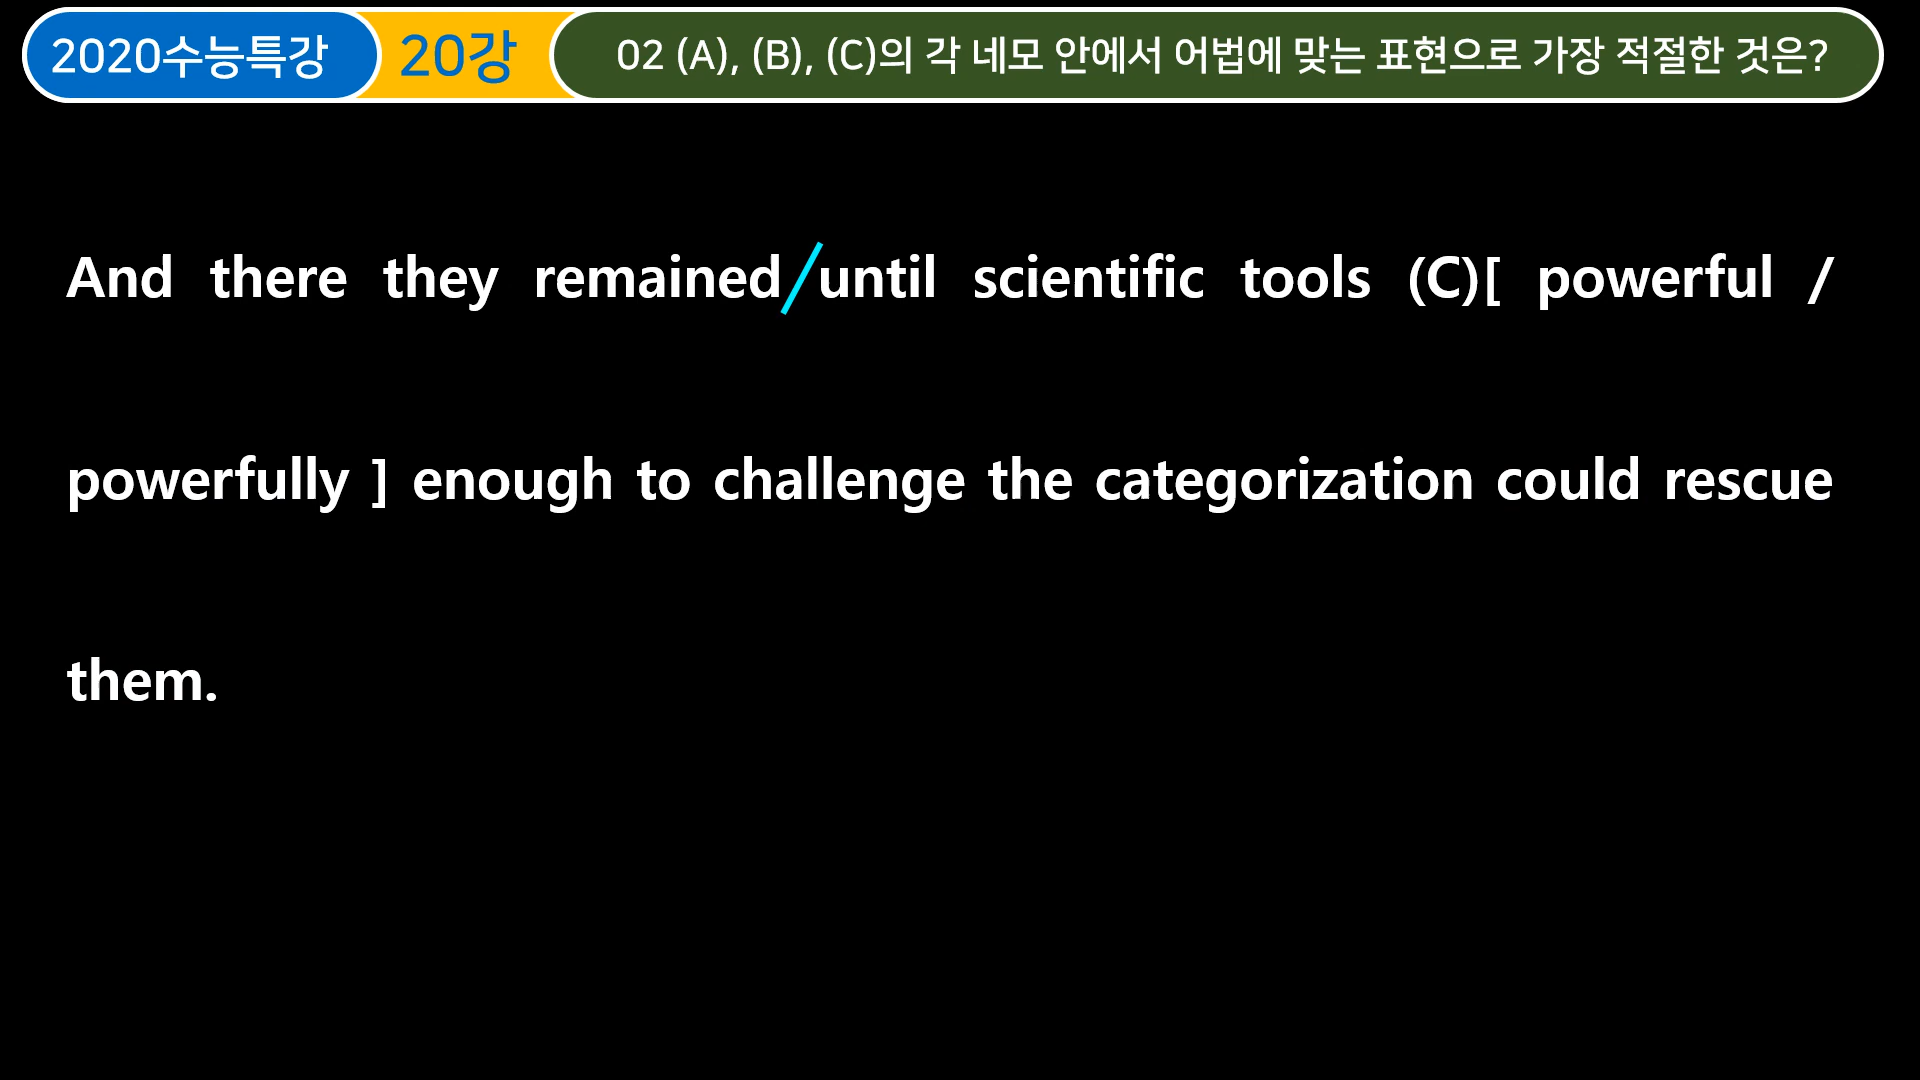 2020수능특강 20강 02 (A), (B), (C)의 각 네모 안에서 어법에 맞는 표현으로 가장 적절한 것은?
And there they remained/until scientific tools (C)[ powerful /
powerfully ] enough to challenge the categorization could rescue
them.